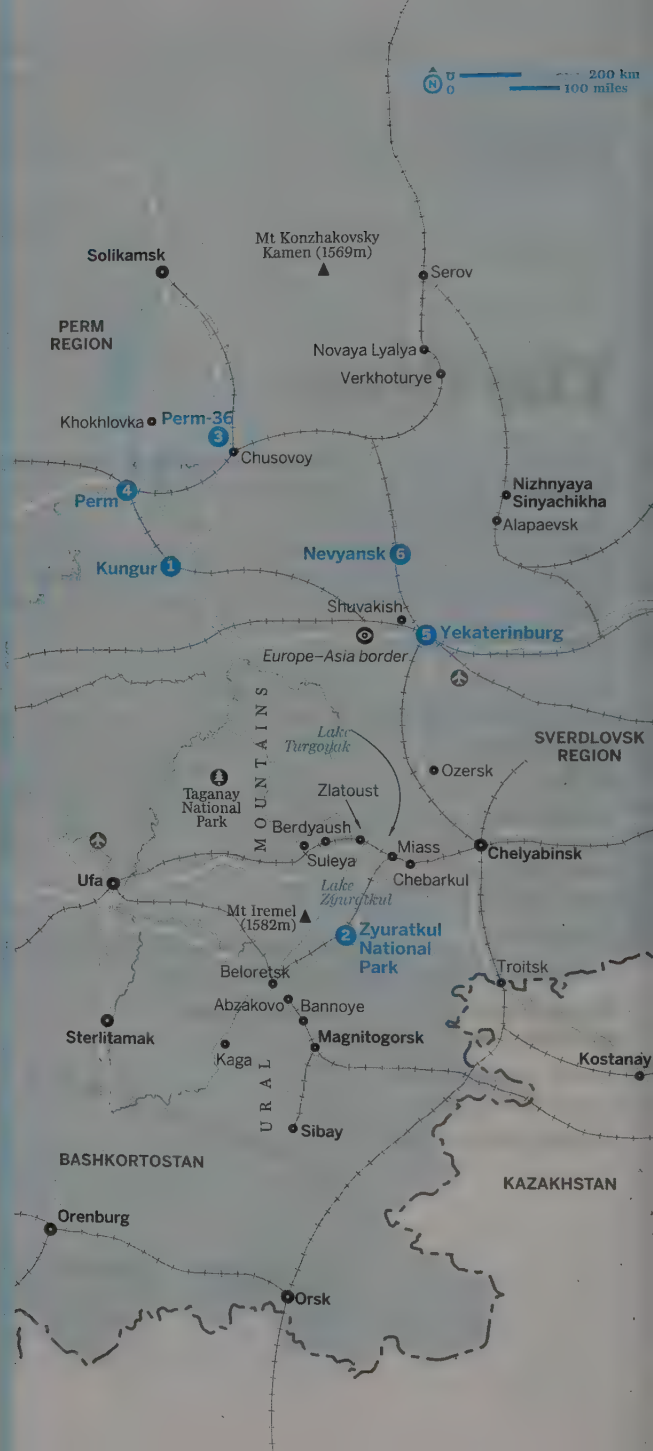 N
0
200 km
0
100 miles
Mt Konzhakovsky
Kamen (1569m)
Solikamsk
Serov
PERM
REGION
Novaya Lyalya
Verkhoturye
Khokhlovka
Perm-36
3
Chusovoy
4
Perm
Nizhnyaya
Sinyachikha
Alapaevsk
Nevyansk
6
Kungur
1
Shuvakish
5
Yekaterinburg
Europe–Asia border
Lake
Turgoyak
SVERDLOVSK
REGION
Ozersk
Taganay
National
Park
MOUNTAINS
Zlatoust
Berdyaush
Miass
Chelyabinsk
Suleya
Chebarkul
Ufa
Lake
Zyuratkul
Mt Iremel
(1582m)
2
Zyuratkul
National
Park
Beloretsk
Troitsk
Abzakovo
Bannoye
Sterlitamak
Magnitogorsk
Kaga
Kostanay
URAL
Sibay
BASHKORTOSTAN
KAZAKHSTAN
Orenburg
Orsk